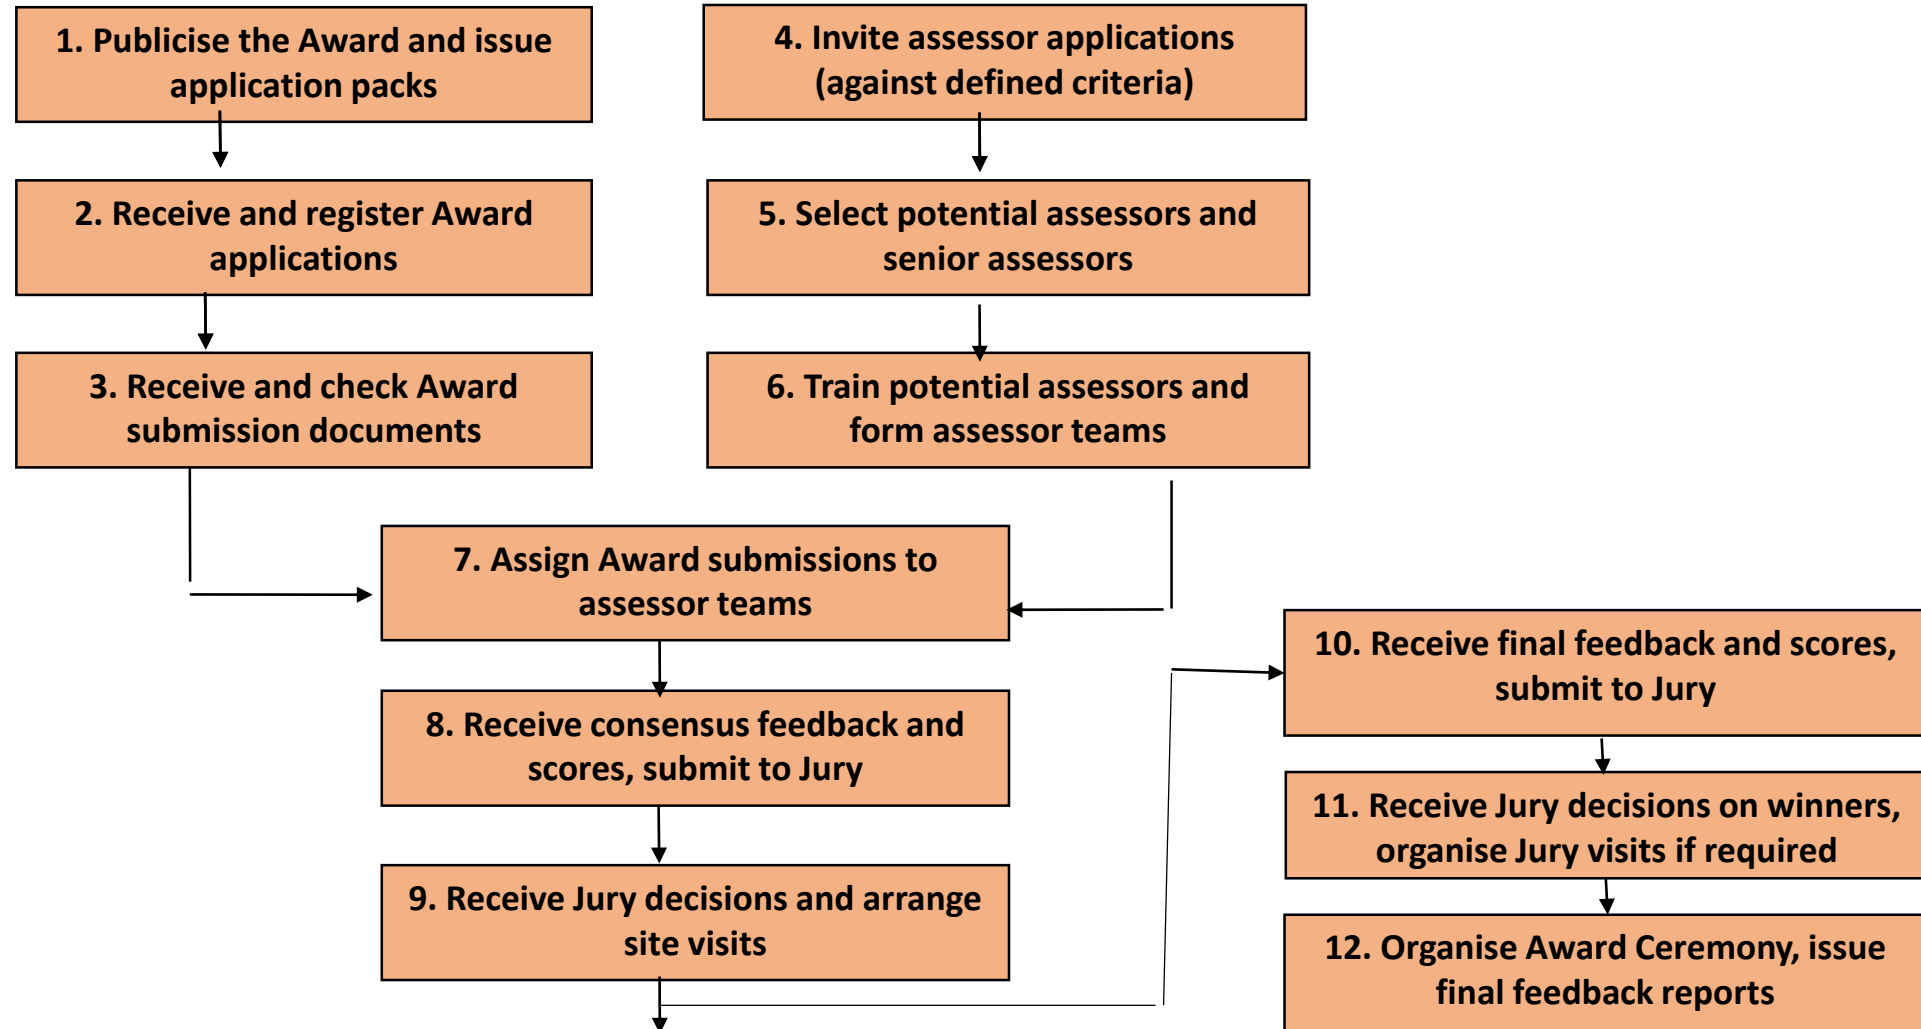 1. Publicise the Award and issue
application packs
2. Receive and register Award
applications
3. Receive and check Award
submission documents
4. Invite assessor applications
(against defined criteria)
5. Select potential assessors and
senior assessors
6. Train potential assessors and
form assessor teams
7. Assign Award submissions to
assessor teams
8. Receive consensus feedback and
scores, submit to Jury
9. Receive Jury decisions and arrange
site visits
10. Receive final feedback and scores,
submit to Jury
11. Receive Jury decisions on winners,
organise Jury visits if required
12. Organise Award Ceremony, issue
final feedback reports